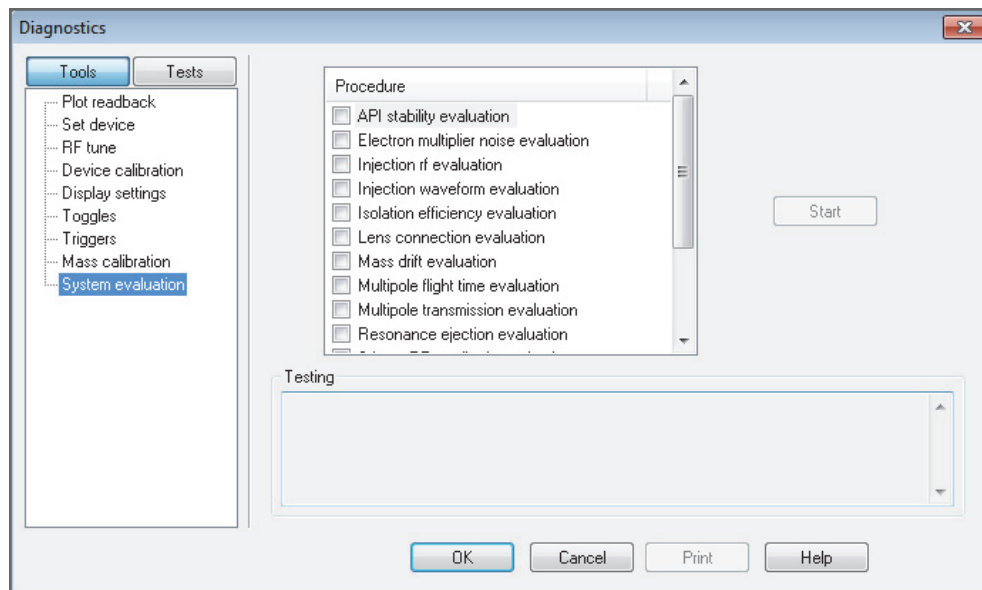 Diagnostics
Tools
Tests
Plot readback
Set device
RF tune
Device calibration
Display settings
Toggles
Triggers
Mass calibration
System evaluation
Procedure
API stability evaluation
Electron multiplier noise evaluation
Injection rf evaluation
Injection waveform evaluation
Isolation efficiency evaluation
Lens connection evaluation
Mass drift evaluation
Multipole flight time evaluation
Multipole transmission evaluation
Resonance ejection evaluation
Start
Testing
OK
Cancel
Print
Help